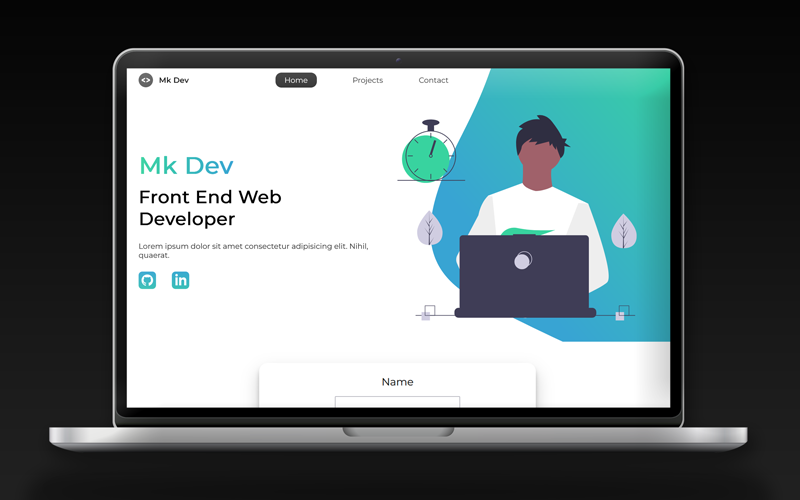 Mk Dev
Home
Projects
Contact
Mk Dev
Front End Web
Developer
Lorem ipsum dolor sit amet consectetur adipisicing elit. Nihil,
quaerat.
in
Name